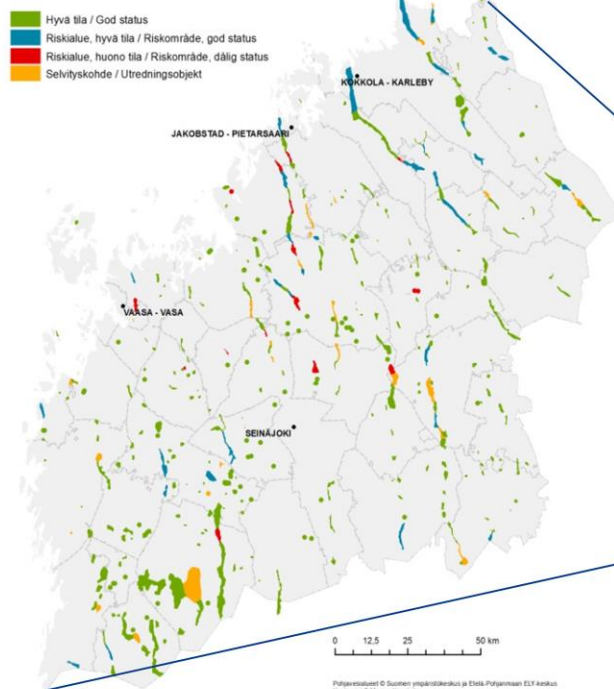 Hyvä tila / God status
Riskialue, hyvä tila / Riskområde, god status
Riskialue, huono tila / Riskområde, dålig status
Selvityskohde / Utredningsobjekt
KOKKOLA - KARLEBY
JAKOBSTAD - PIETARSAARI
VAASA - VASA
SEINÄJOKI
0 12,5 25 50 km
Pohjavesialueet © Suomen ympäristökeskus ja Etelä-Pohjanmaan ELY-keskus